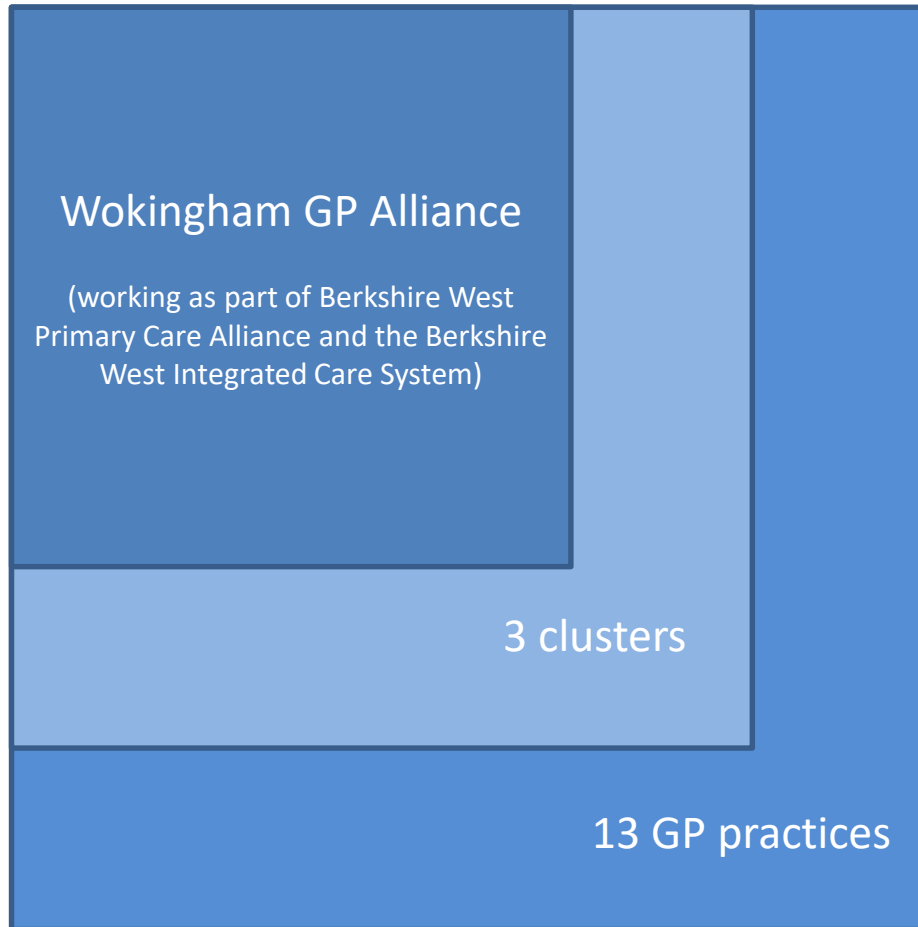 Wokingham GP Alliance
(working as part of Berkshire West
Primary Care Alliance and the Berkshire
West Integrated Care System)
3 clusters
13 GP practices